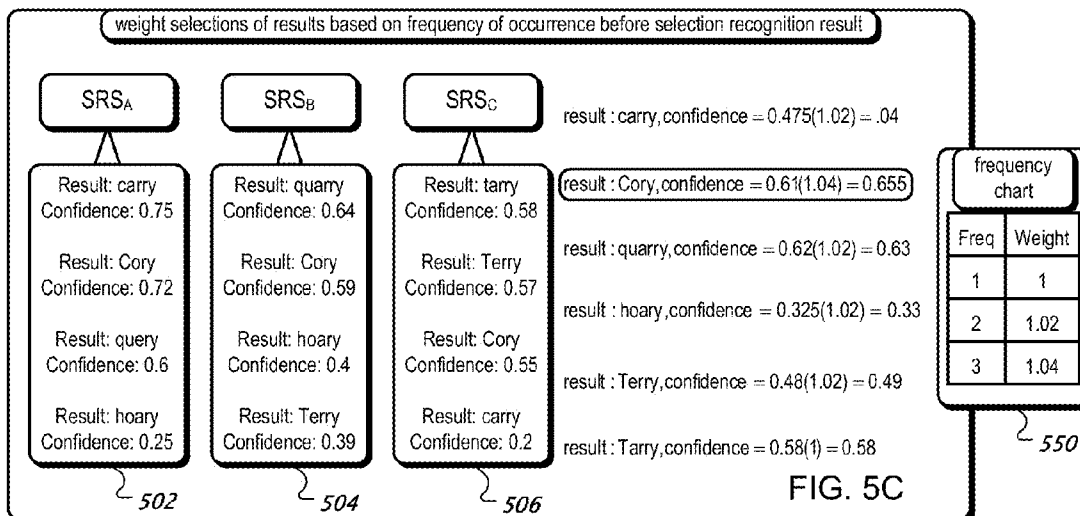 weight selections of results based on frequency of occurrence before selection recognition result
SRSA
Result: carry
Confidence: 0.75
Result: Cory
Confidence: 0.72
Result: query
Confidence: 0.6
Result: hoary
Confidence: 0.25
502
SRSB
Result: quarry
Confidence: 0.64
Result: Cory
Confidence: 0.59
Result: hoary
Confidence: 0.4
Result: Terry
Confidence: 0.39
504
SRSC
Result: tarry
Confidence: 0.58
Result: Terry
Confidence: 0.57
Result: Cory
Confidence: 0.55
Result: carry
Confidence: 0.2
506
result : carry,confidence = 0.475(1.02) = .04
result : Cory,confidence = 0.61(1.04) = 0.655
result : quarry,confidence = 0.62(1.02) = 0.63
result : hoary,confidence = 0.325(1.02) = 0.33
result : Terry,confidence = 0.48(1.02) = 0.49
result : Tarry,confidence = 0.58(1) = 0.58
frequency
chart
Freq Weight
1 1
2 1.02
3 1.04
550
FIG. 5C